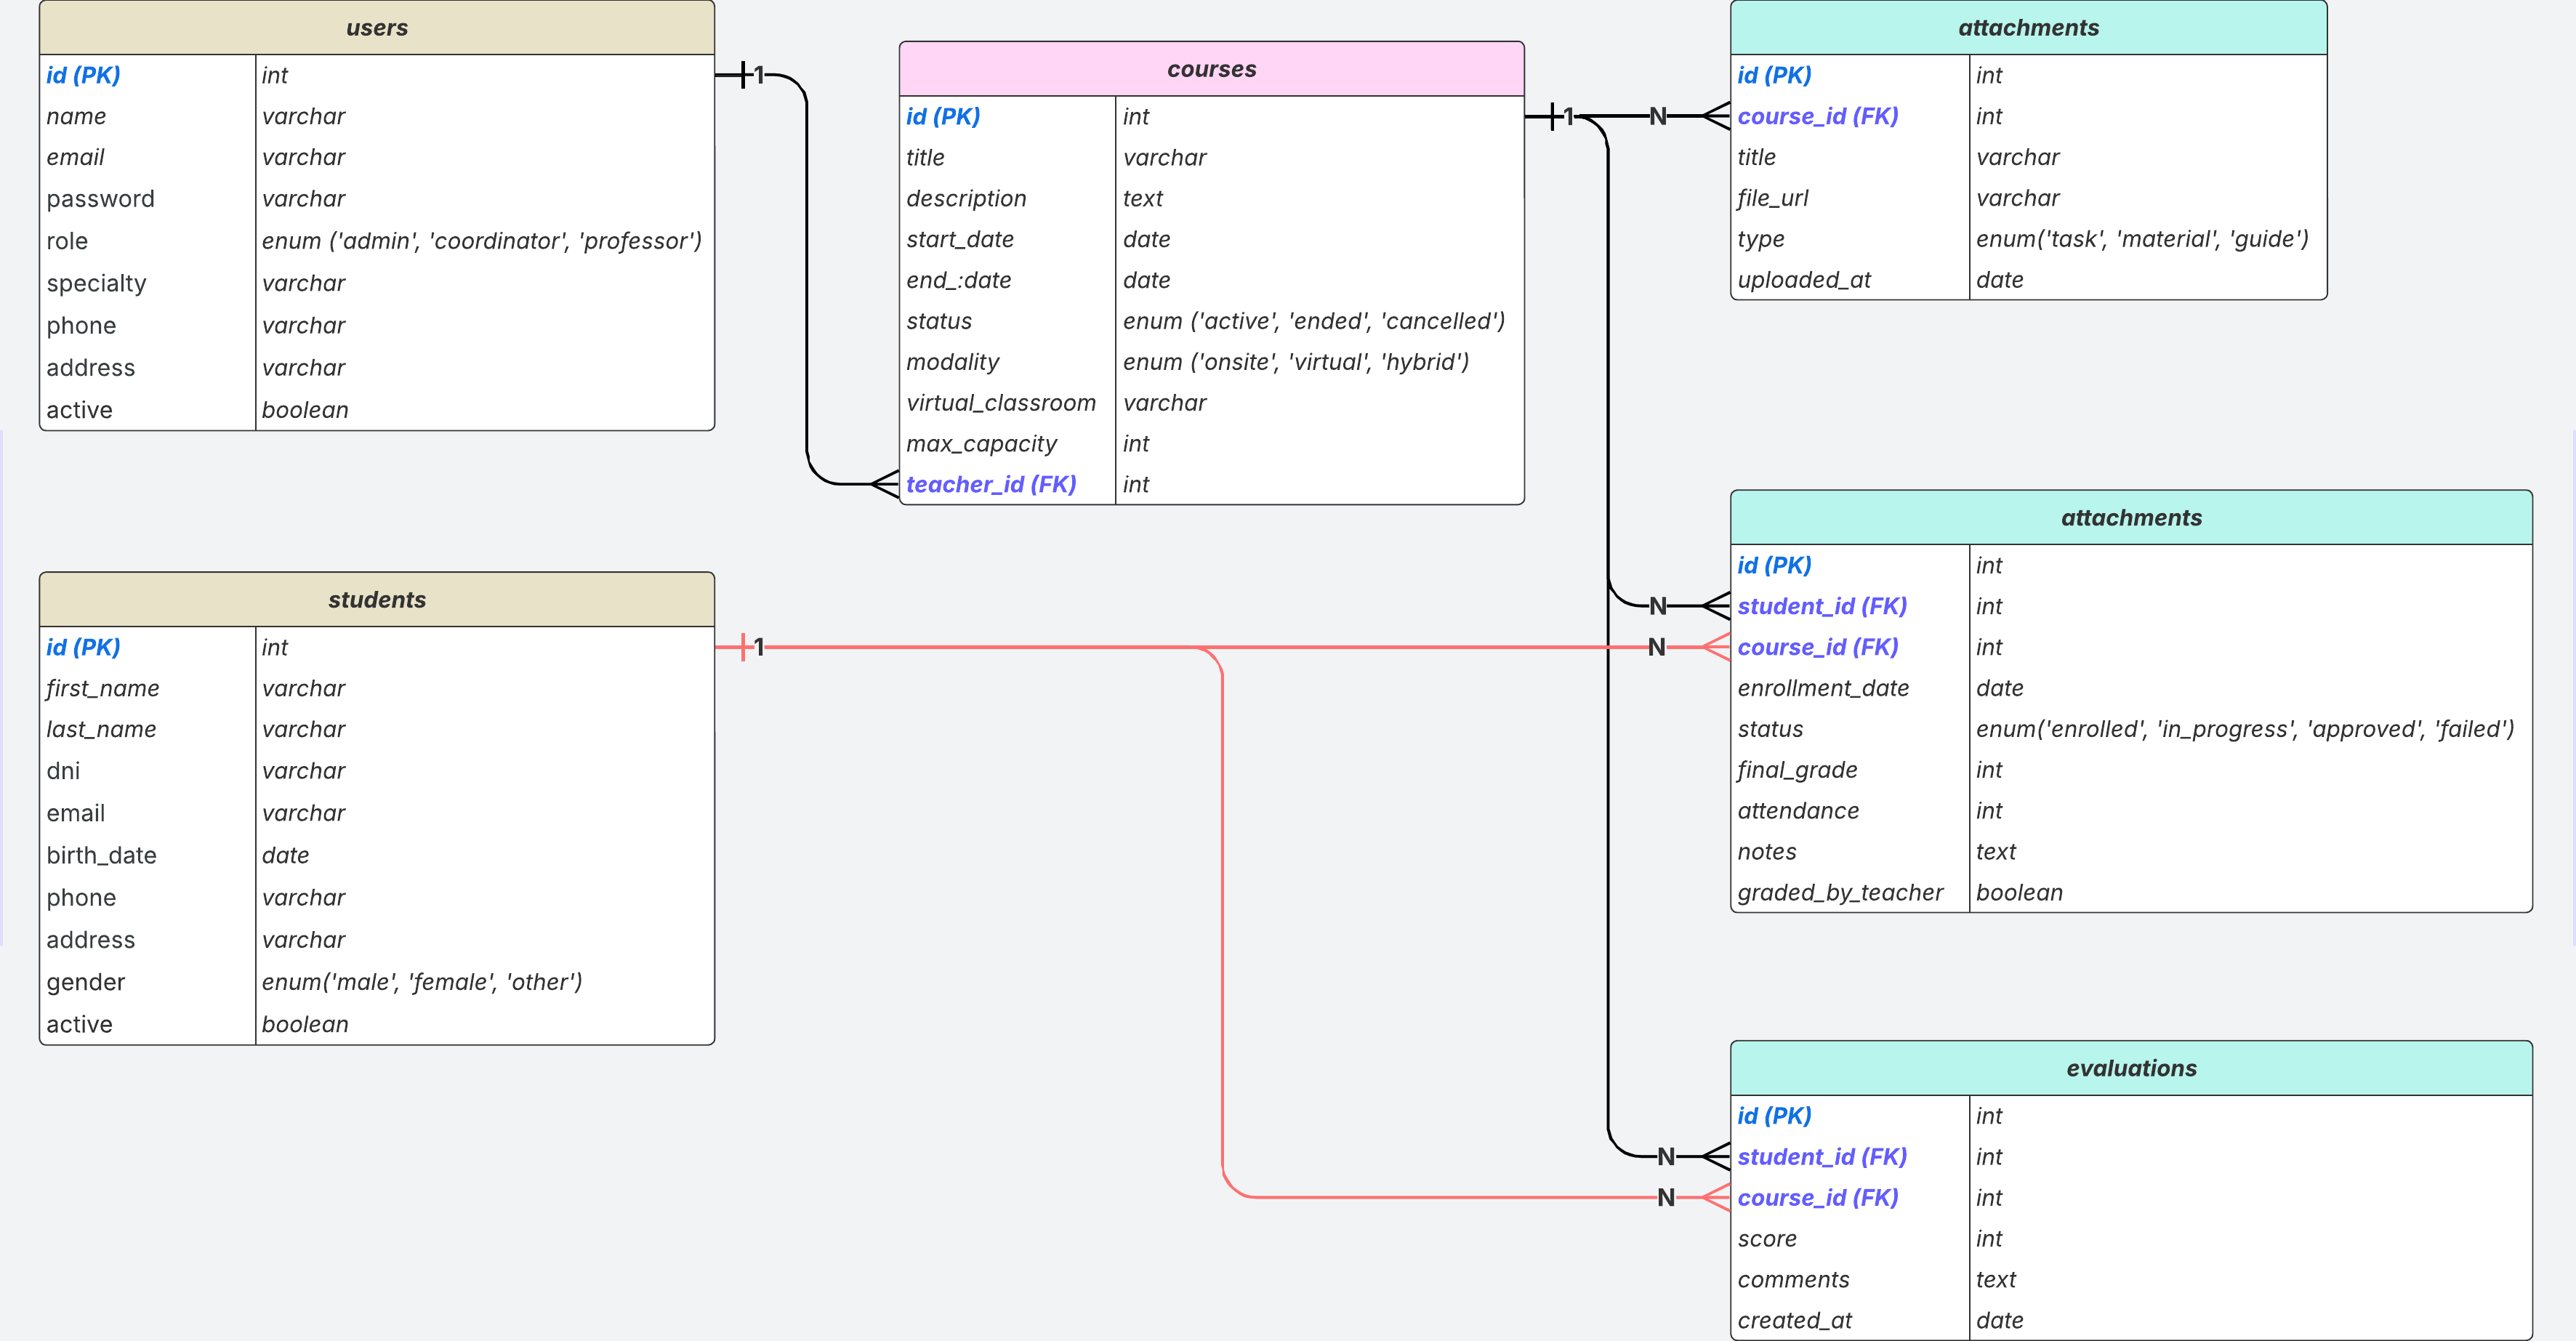 users
id (PK) int
name varchar
email varchar
password varchar
role enum ('admin', 'coordinator', 'professor')
specialty varchar
phone varchar
address varchar
active boolean
1
courses
id (PK) int
title varchar
description text
start_date date
end_:date date
status enum ('active', 'ended', 'cancelled')
modality enum ('onsite', 'virtual', 'hybrid')
virtual_classroom varchar
max_capacity int
teacher_id (FK) int
1
N
attachments
id (PK) int
course_id (FK) int
title varchar
file_url varchar
type enum('task', 'material', 'guide')
uploaded_at date
students
id (PK) int
first_name varchar
last_name varchar
dni varchar
email varchar
birth_date date
phone varchar
address varchar
gender enum('male', 'female', 'other')
active boolean
1
N
N
attachments
id (PK) int
student_id (FK) int
course_id (FK) int
enrollment_date date
status enum('enrolled', 'in_progress', 'approved', 'failed')
final_grade int
attendance int
notes text
graded_by_teacher boolean
N
N
evaluations
id (PK) int
student_id (FK) int
course_id (FK) int
score int
comments text
created_at date